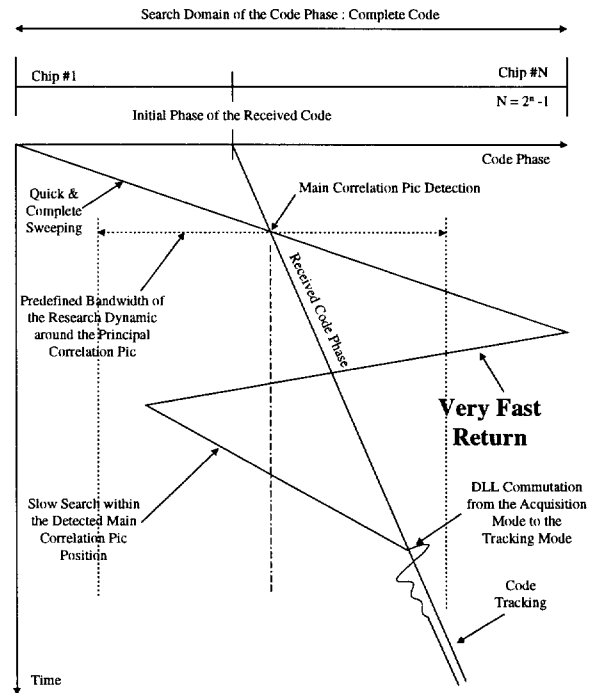 Search Domain of the Code Phase : Complete Code
Chip #1
Chip #N
N = 2ⁿ -1
Initial Phase of the Received Code
Code Phase
Quick &
Complete
Sweeping
Main Correlation Pic Detection
Predefined Bandwidth of
the Research Dynamic
around the Principal
Correlation Pic
Received Code Phase
Very Fast
Return
Slow Search within
the Detected Main
Correlation Pic
Position
DLL Commutation
from the Acquisition
Mode to the
Tracking Mode
Code
Tracking
Time